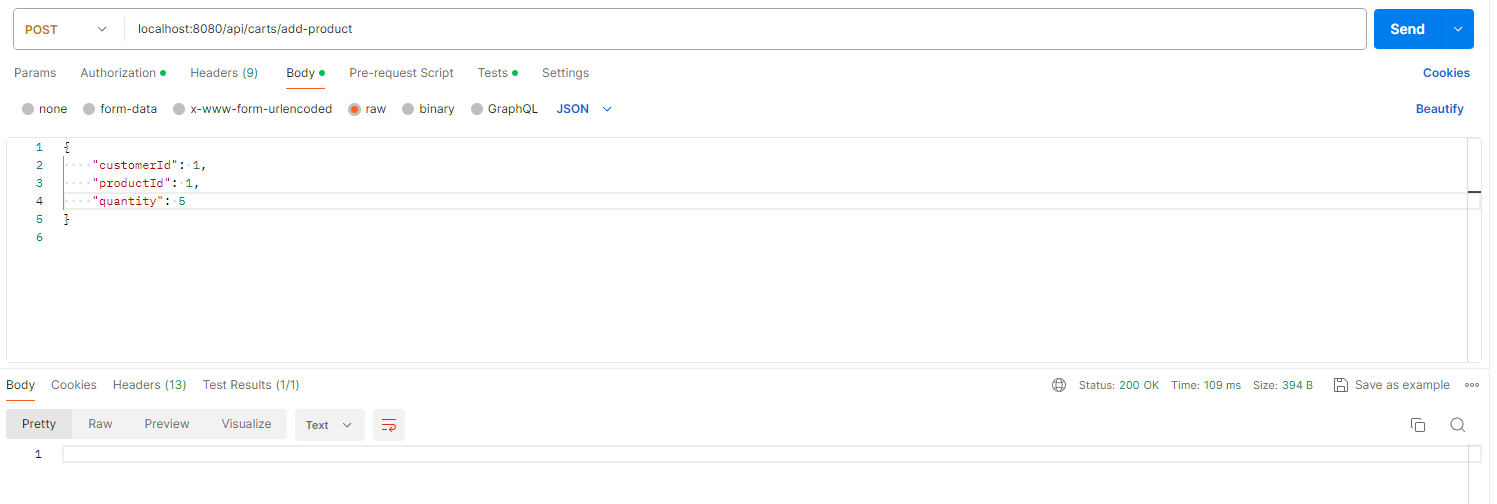 POST localhost:8080/api/carts/add-product Send
Params Authorization Headers (9) Body Pre-request Script Tests Settings Cookies
none form-data x-www-form-urlencoded raw binary GraphQL JSON Beautify
1 {
2 "customerId": 1,
3 "productId": 1,
4 "quantity": 5
5 }
6
Body Cookies Headers (13) Test Results (1/1) Status: 200 OK Time: 109 ms Size: 394 B Save as example
Pretty Raw Preview Visualize Text
1